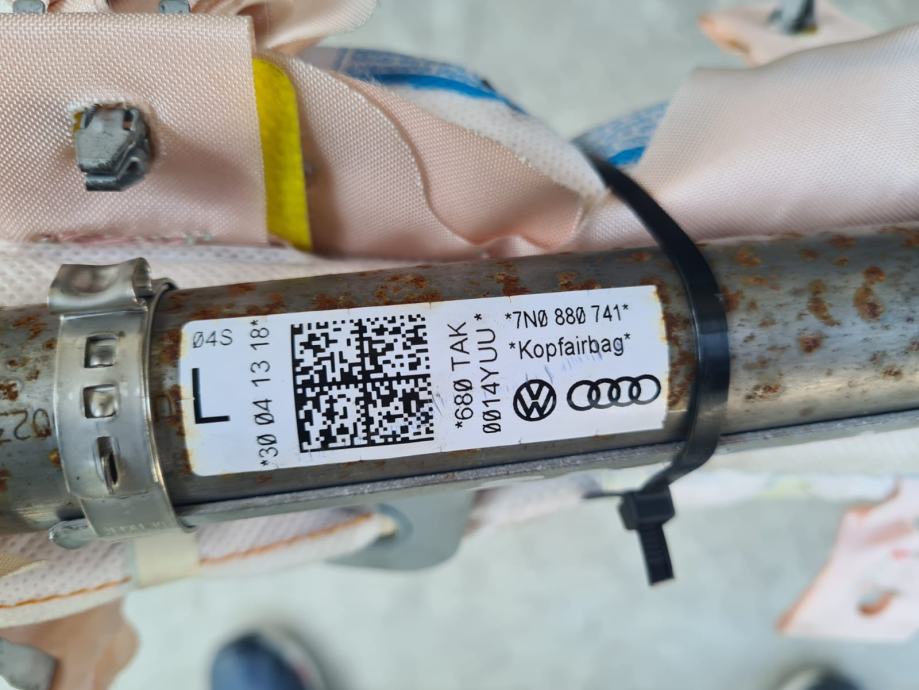 04S
L
*30 04 13 18*
*680 TAK
0014YUU *
*7N0 880 741*
*Kopfairbag*